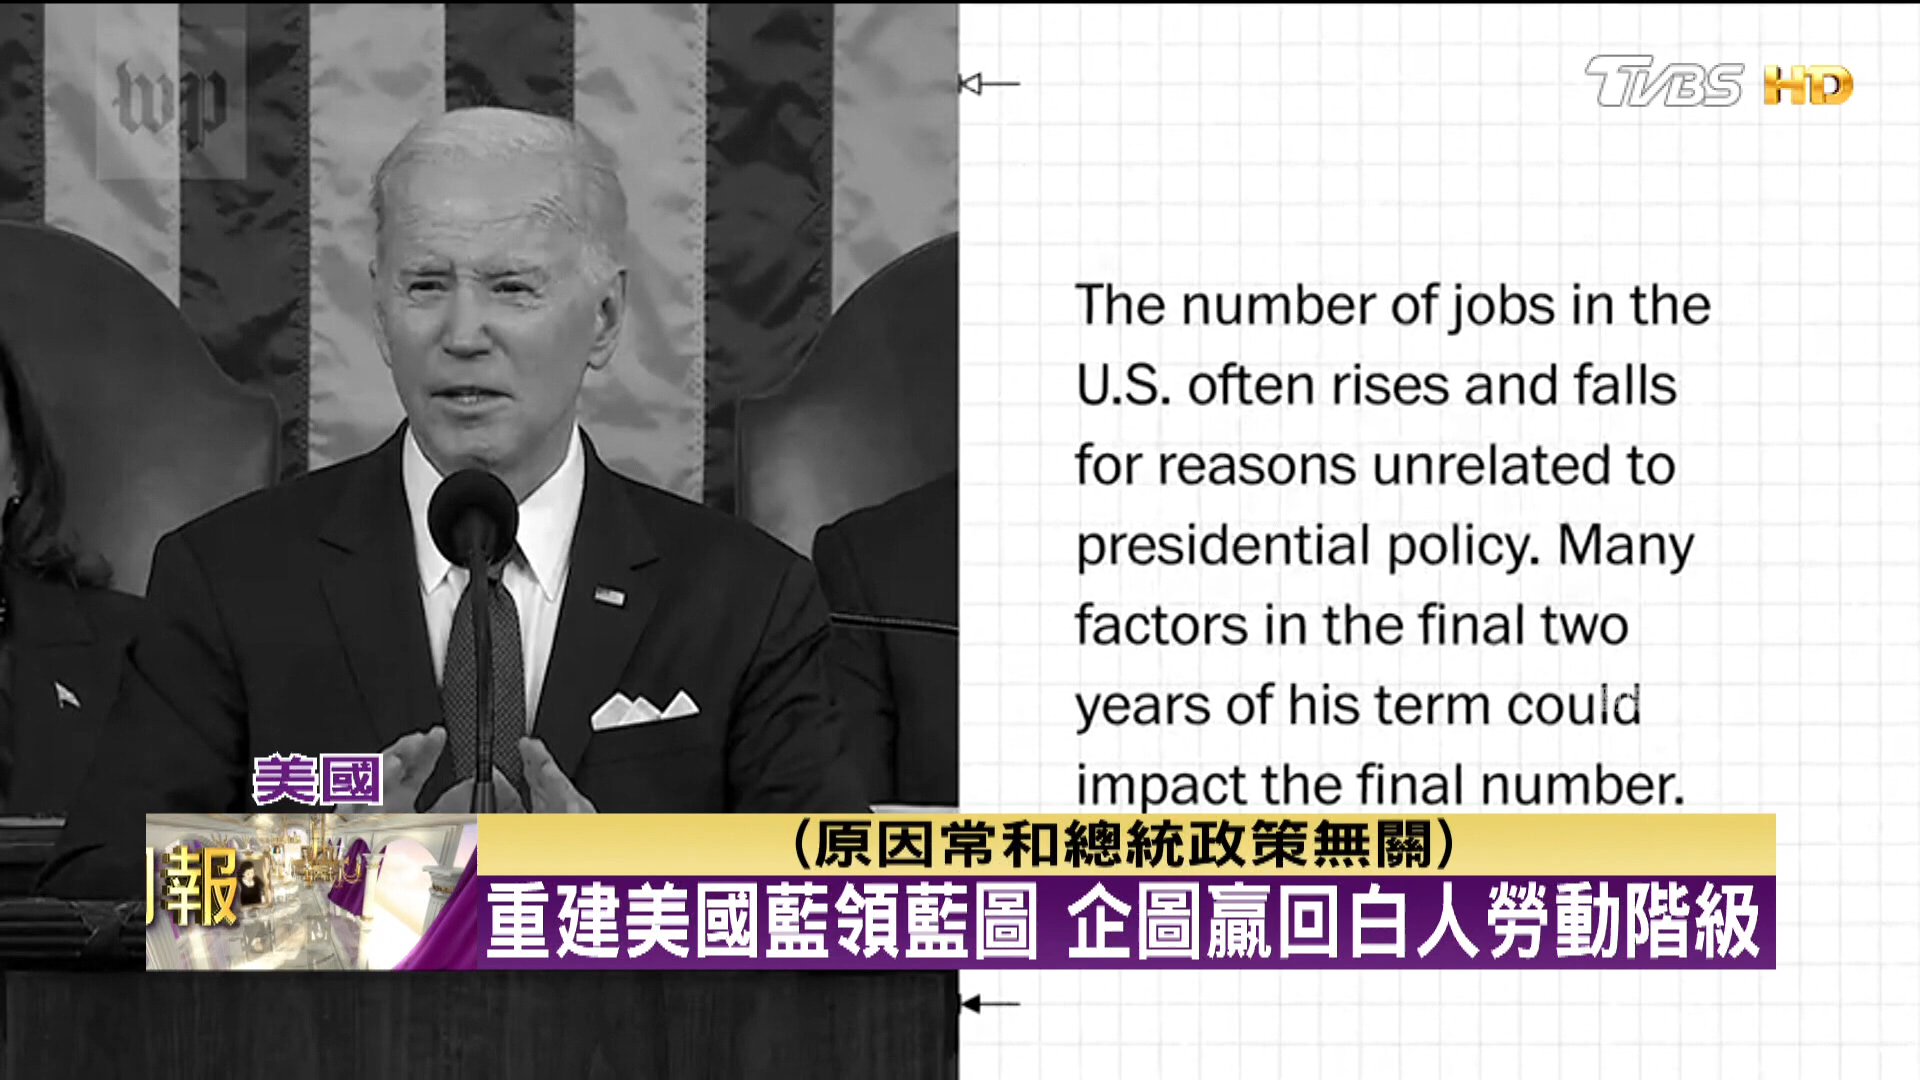 wp
TVBS HD
The number of jobs in the
U.S. often rises and falls
for reasons unrelated to
presidential policy. Many
factors in the final two
years of his term could
impact the final number.
美國
報
(原因常和總統政策無關)
重建美國藍領藍圖 企圖贏回白人勞動階級